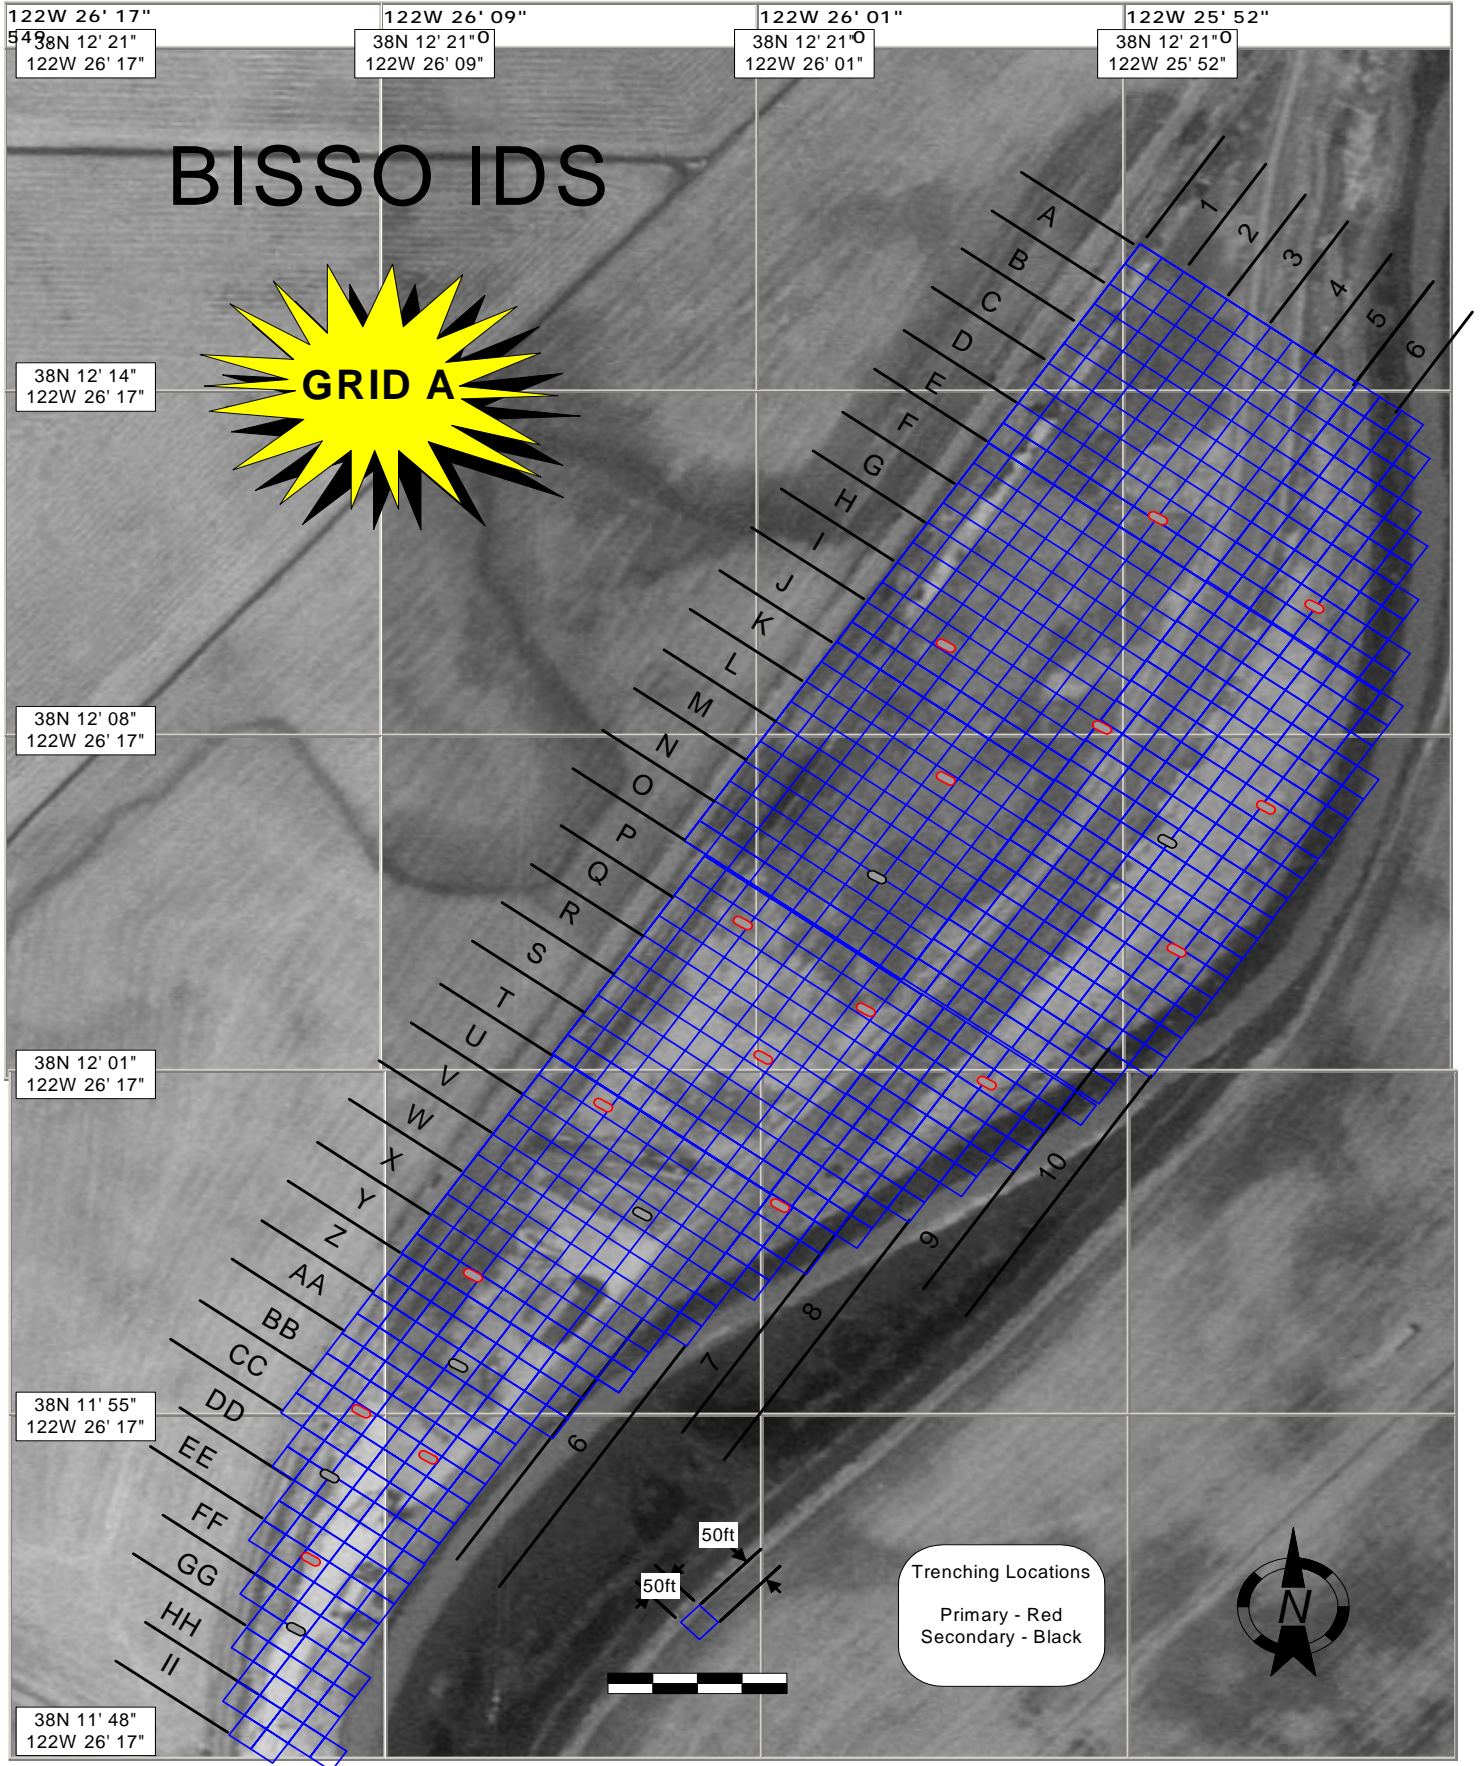 122W 26' 17" 122W 26' 09" 122W 26' 01" 122W 25' 52"
549
38N 12' 21"
122W 26' 17"
38N 12' 21" 0
122W 26' 09"
38N 12' 21" 0
122W 26' 01"
38N 12' 21" 0
122W 25' 52"
BISSO IDS
GRID A
38N 12' 14"
122W 26' 17"
38N 12' 08"
122W 26' 17"
38N 12' 01"
122W 26' 17"
38N 11' 55"
122W 26' 17"
38N 11' 48"
122W 26' 17"
1
2
3
4
5
6
A
B
C
D
E
F
G
H
I
J
K
L
M
N
O
P
Q
R
S
T
U
V
W
X
Y
Z
AA
BB
CC
DD
EE
FF
GG
HH
II
10
9
8
7
6
50ft
50ft
Trenching Locations
Primary - Red
Secondary - Black
N